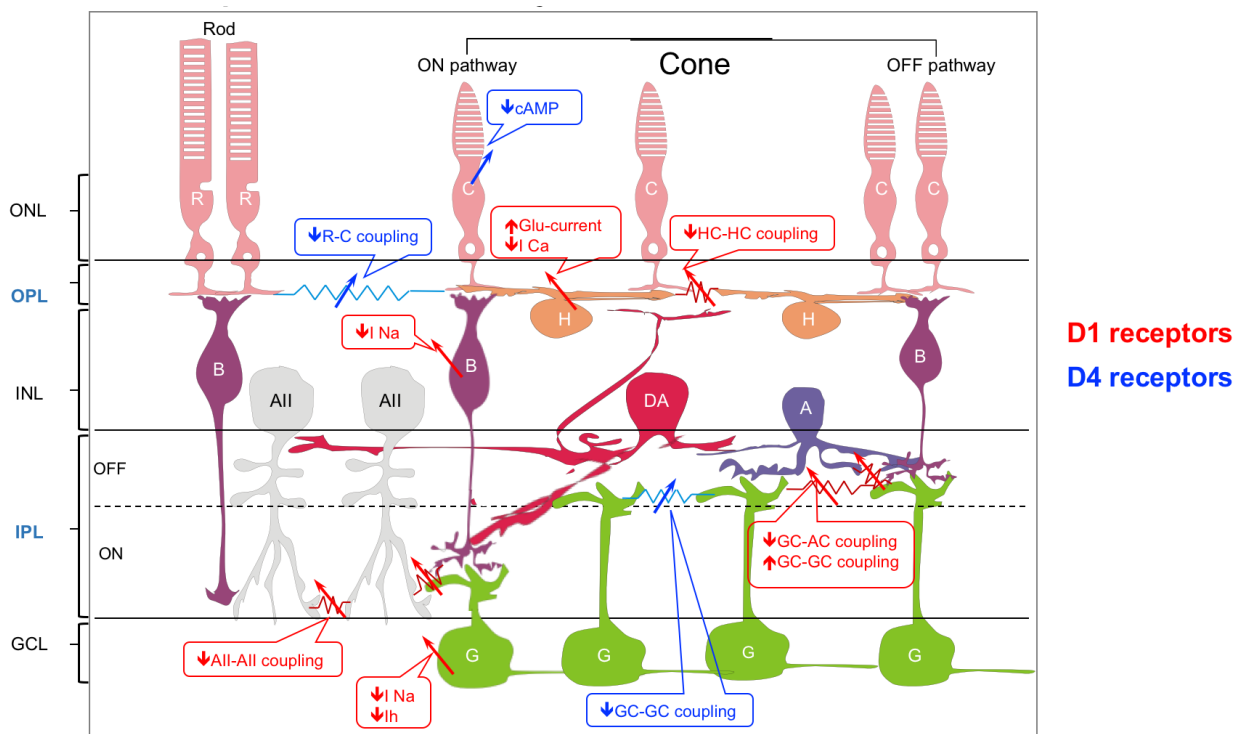 Rod
ON pathway
Cone
OFF pathway
↓cAMP
C
R
R
C
C
C
ONL
↓R-C coupling
↑Glu-current
↓I Ca
↓HC-HC coupling
OPL
H
H
↓I Na
B
B
B
D1 receptors
D4 receptors
INL
AII
AII
DA
A
OFF
IPL
ON
↓GC-AC coupling
↑GC-GC coupling
GCL
↓AII-AII coupling
G
G
G
G
↓I Na
↓Ih
↓GC-GC coupling